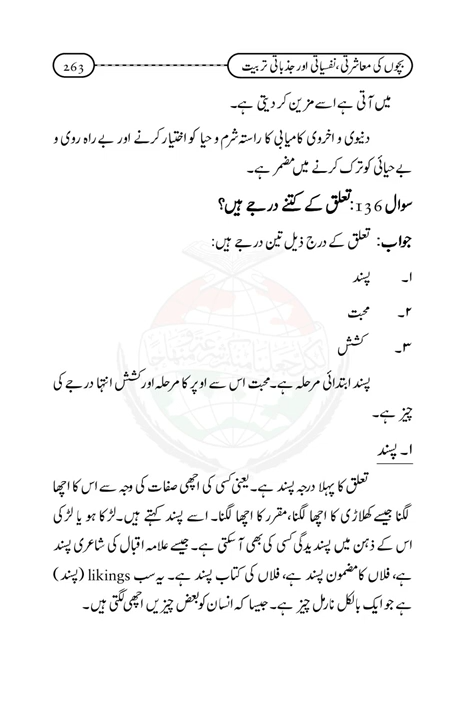 بچوں کی معاشرتی، نفسیاتی اور جذباتی تربیت
263
میں آتی ہے اسے مزین کر دیتی ہے۔
دنیوی و اخروی کامیابی کا راستہ شرم و حیا کو اختیار کرنے اور بے راہ روی و
بے حیائی کو ترک کرنے میں مضمر ہے۔
سوال 136: تعلق کے کتنے درجے ہیں؟
جواب: تعلق کے درج ذیل تین درجے ہیں:
۱۔ پسند
۲۔ محبت
۳۔ کشش
پسند ابتدائی مرحلہ ہے۔ محبت اس سے اوپر کا مرحلہ اور کشش انتہا درجے کی
چیز ہے۔
۱۔ پسند
تعلق کا پہلا درجہ پسند ہے۔ یعنی کسی کی اچھی صفات کی وجہ سے اس کا اچھا
لگنا جیسے کھلاڑی کا اچھا لگنا، مقرر کا اچھا لگنا۔ اسے پسند کہتے ہیں۔ لڑکا ہو یا لڑکی
اس کے ذہن میں پسندیدگی کسی کی بھی آ سکتی ہے۔ جیسے علامہ اقبال کی شاعری پسند
ہے، فلاں کا مضمون پسند ہے، فلاں کی کتاب پسند ہے۔ یہ سب likings (پسند)
ہے جو ایک بالکل نارمل چیز ہے۔ جیسا کہ انسان کو بعض چیزیں اچھی لگتی ہیں۔